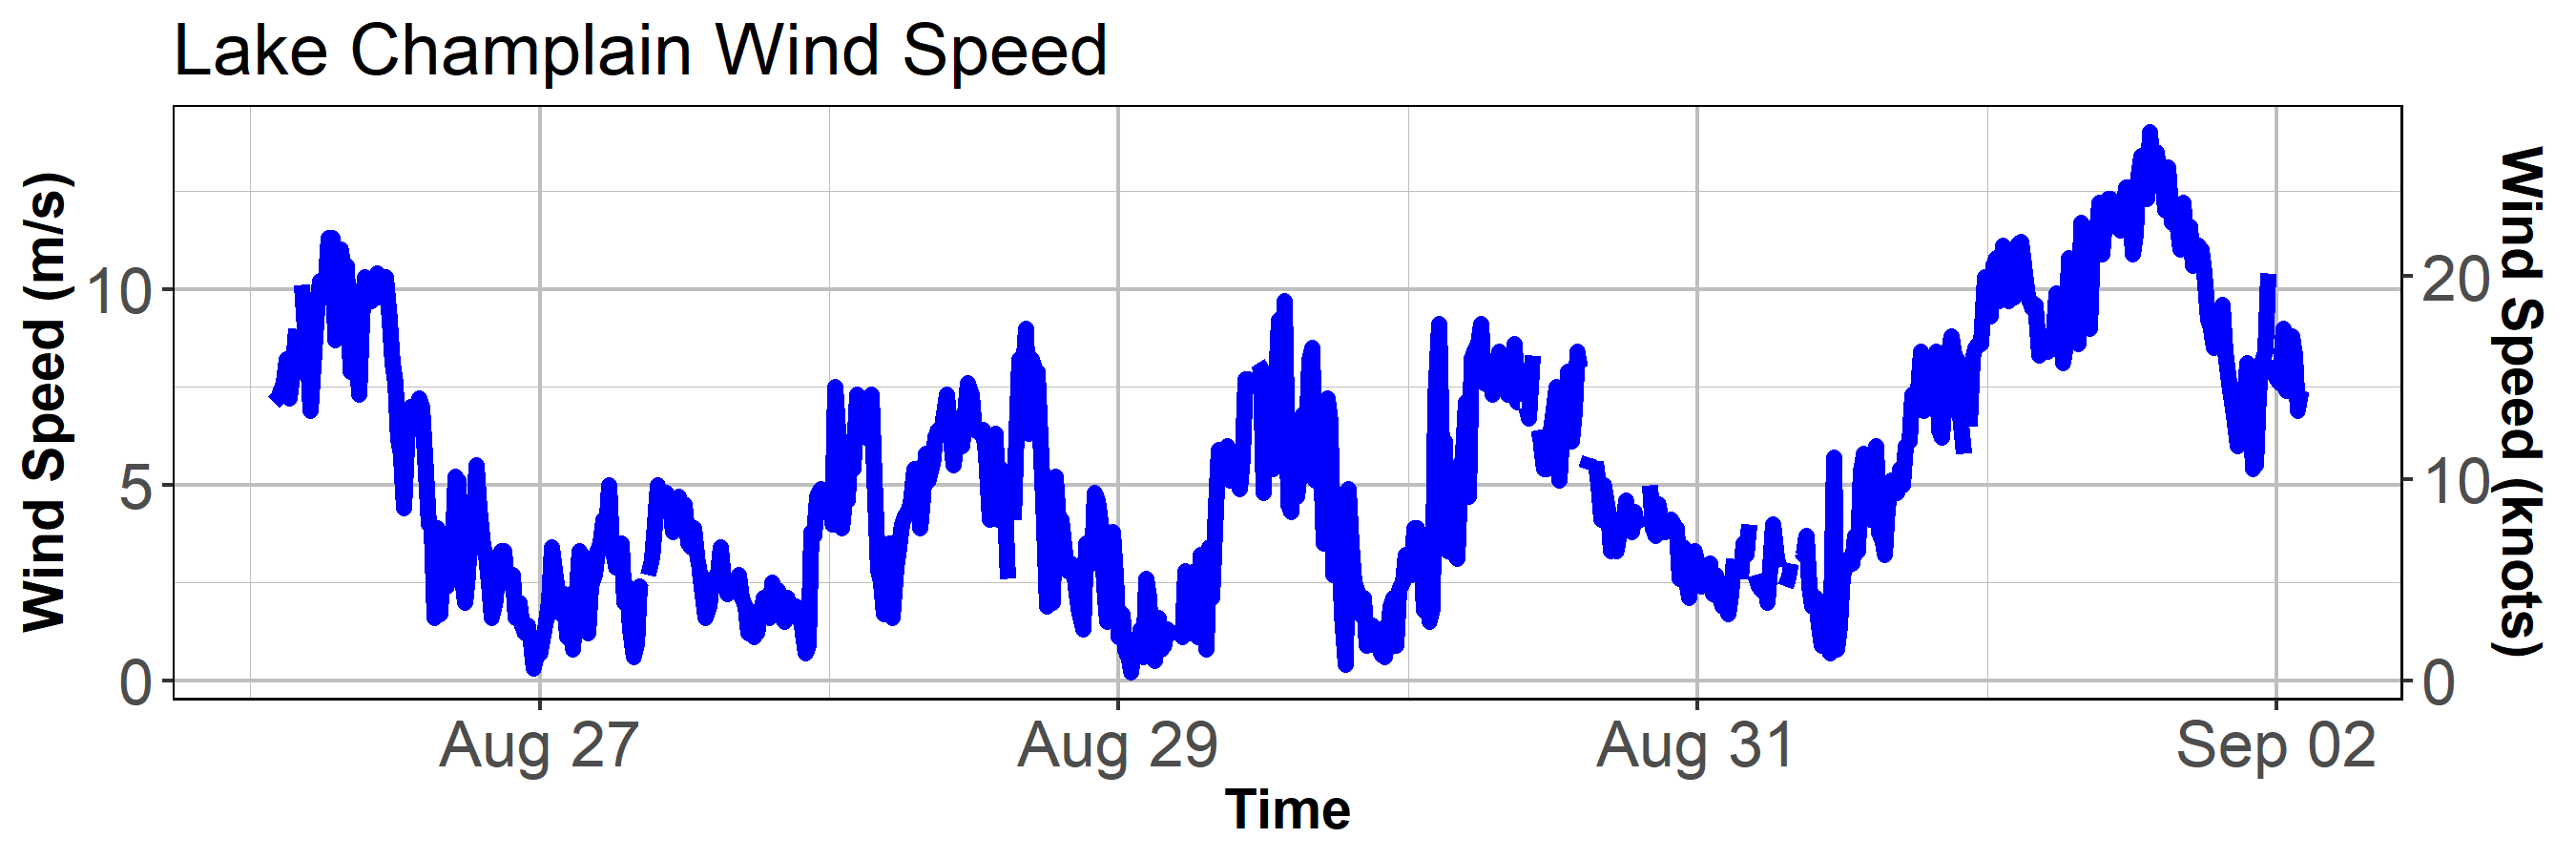 Lake Champlain Wind Speed
Wind Speed (m/s)
10
5
0
20
10
0
Wind Speed (knots)
Aug 27
Aug 29
Aug 31
Sep 02
Time